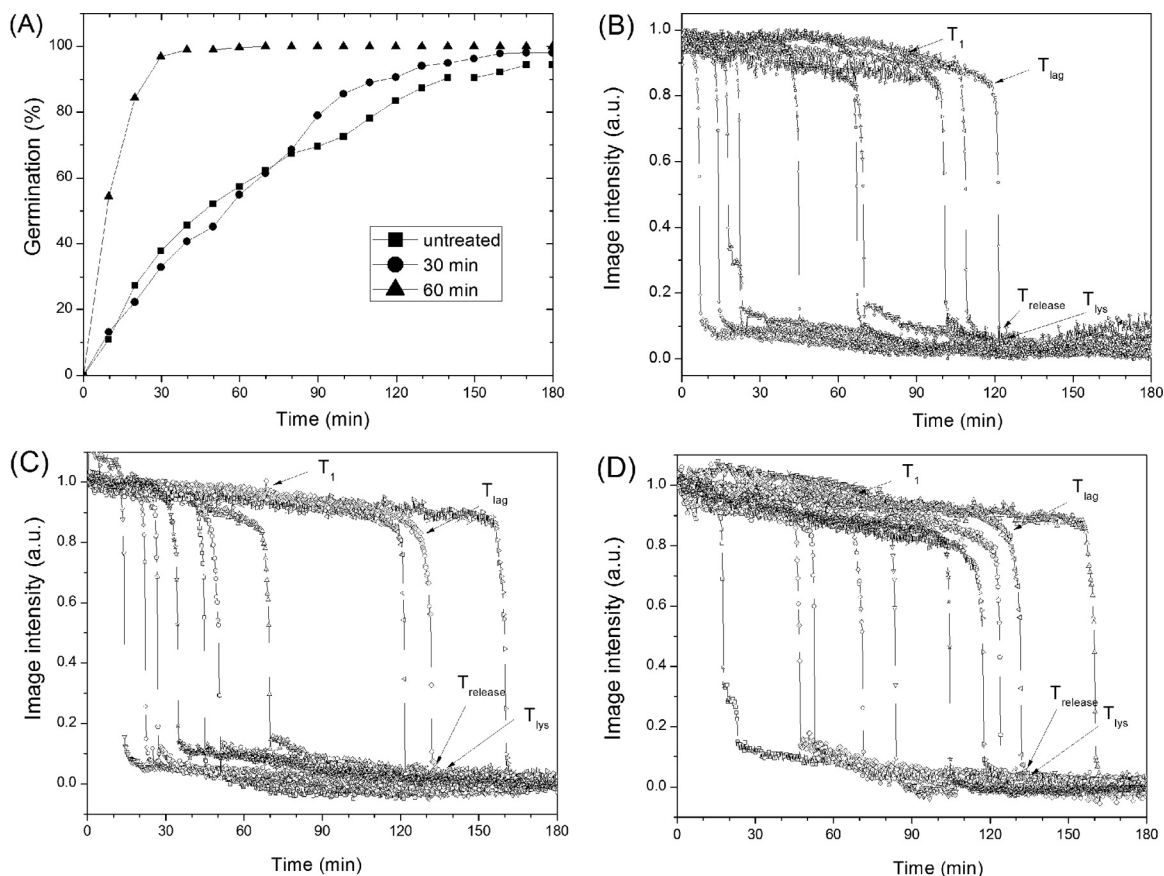 (A)
Germination (%)
100
80
60
40
20
0
untreated
30 min
60 min
0 30 60 90 120 150 180
Time (min)
(B)
Image intensity (a.u.)
1.0
0.8
0.6
0.4
0.2
0.0
T1
Tlag
Trelease
Tlys
0 30 60 90 120 150 180
Time (min)
(C)
Image intensity (a.u.)
1.0
0.8
0.6
0.4
0.2
0.0
T1
Tlag
Trelease
Tlys
0 30 60 90 120 150 180
Time (min)
(D)
Image intensity (a.u.)
1.0
0.8
0.6
0.4
0.2
0.0
T1
Tlag
Trelease
Tlys
0 30 60 90 120 150 180
Time (min)